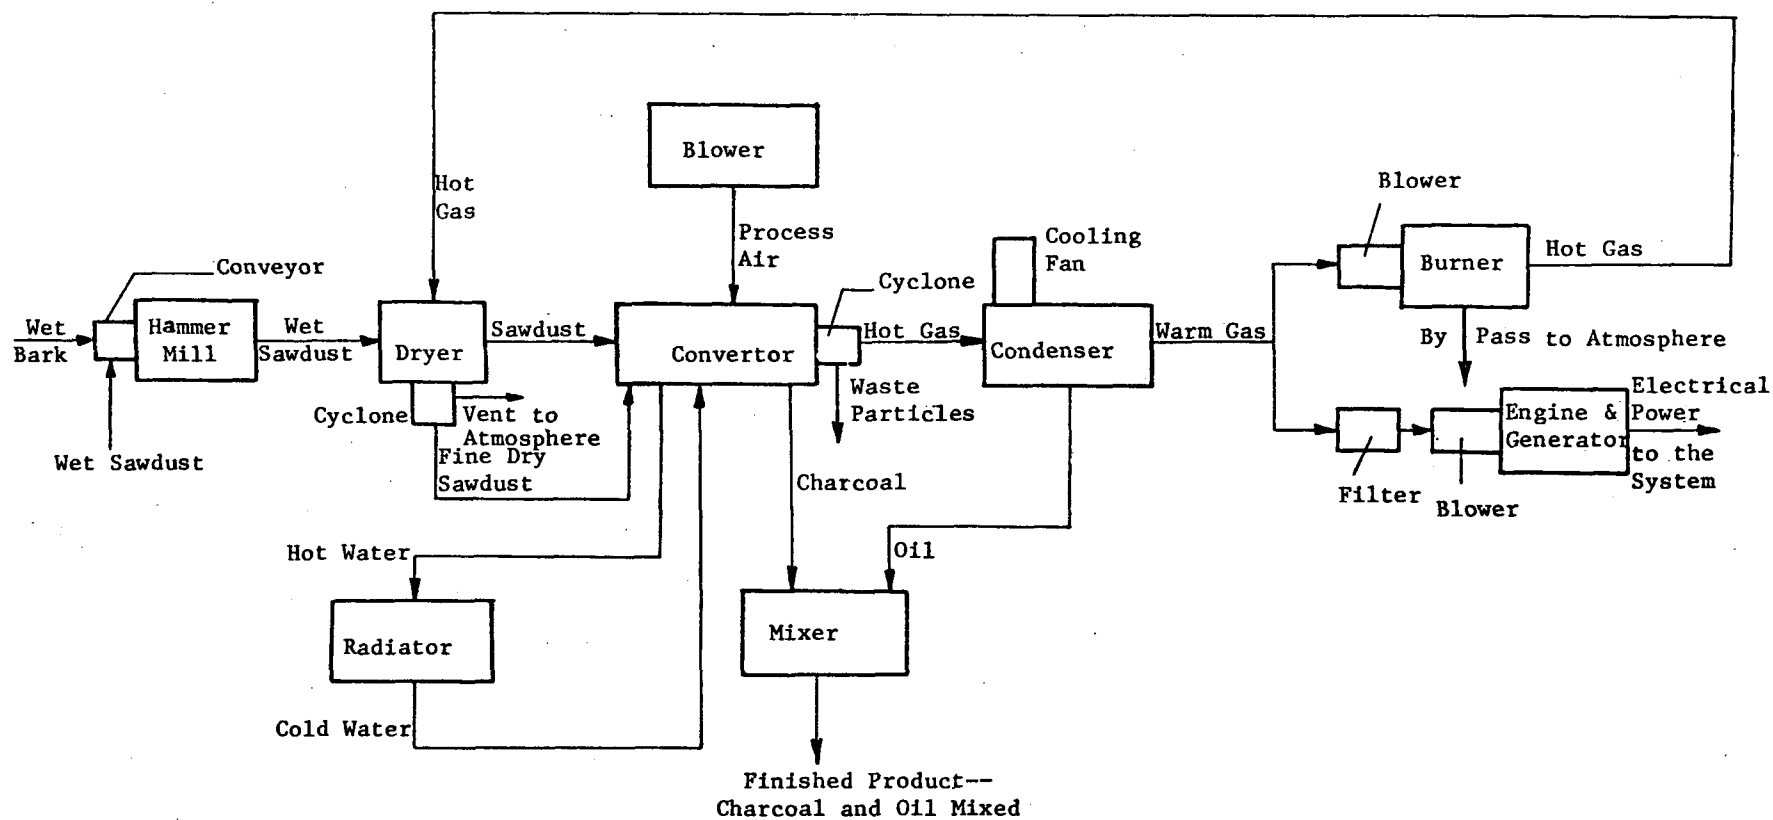 Hot
Gas
Blower
Process
Air
Cooling
Fan
Blower
Burner
Hot Gas
Conveyor
Cyclone
Wet
Bark
Hammer
Mill
Wet
Sawdust
Dryer
Sawdust
Convertor
Hot Gas
Condenser
Warm Gas
By Pass to Atmosphere
Cyclone
Vent to
Atmosphere
Fine Dry
Sawdust
Waste
Particles
Wet Sawdust
Charcoal
Engine &
Generator
Electrical
Power
to the
System
Filter
Blower
Hot Water
Oil
Radiator
Mixer
Cold Water
Finished Product--
Charcoal and Oil Mixed